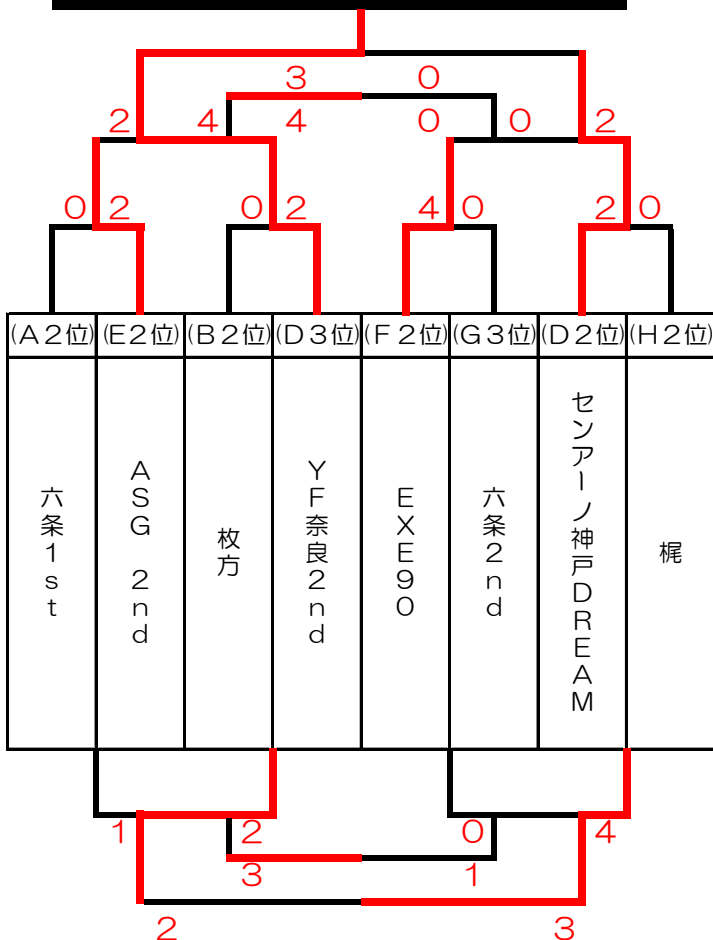 3 0
2 4 4 0 0 2
0 2 0 2 4 0 2 0
(A2位) (E2位) (B2位) (D3位) (F2位) (G3位) (D2位) (H2位)
六条1st
ASG 2nd
枚方
YF奈良2nd
EXE90
六条2nd
センアーノ神戸DREAM
梶
1 2 0 4
3 1
2 3